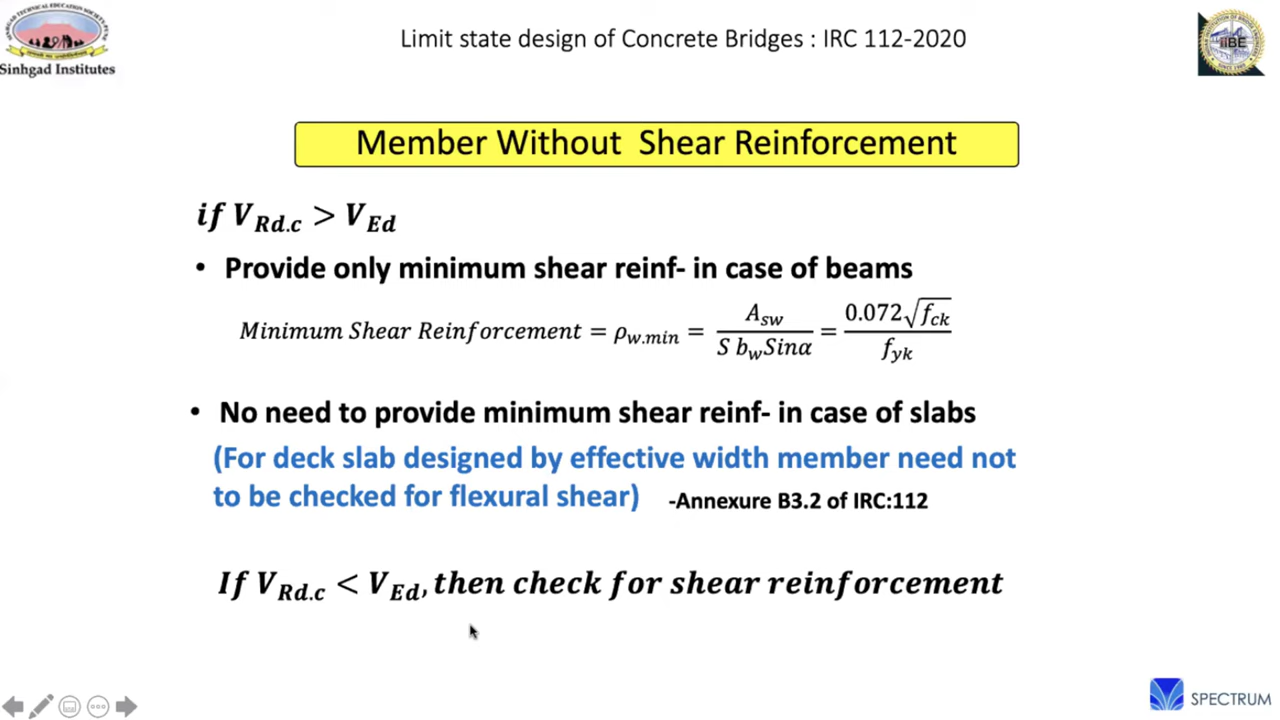 Limit state design of Concrete Bridges : IRC 112-2020
Sinhgad Institutes
IIBE
Member Without Shear Reinforcement
if V_Rd.c > V_Ed
• Provide only minimum shear reinf- in case of beams
Minimum Shear Reinforcement = ρ_w.min = A_sw / (S b_w Sinα) = 0.072√f_ck / f_yk
• No need to provide minimum shear reinf- in case of slabs
(For deck slab designed by effective width member need not
to be checked for flexural shear) -Annexure B3.2 of IRC:112
If V_Rd.c < V_Ed, then check for shear reinforcement
SPECTRUM